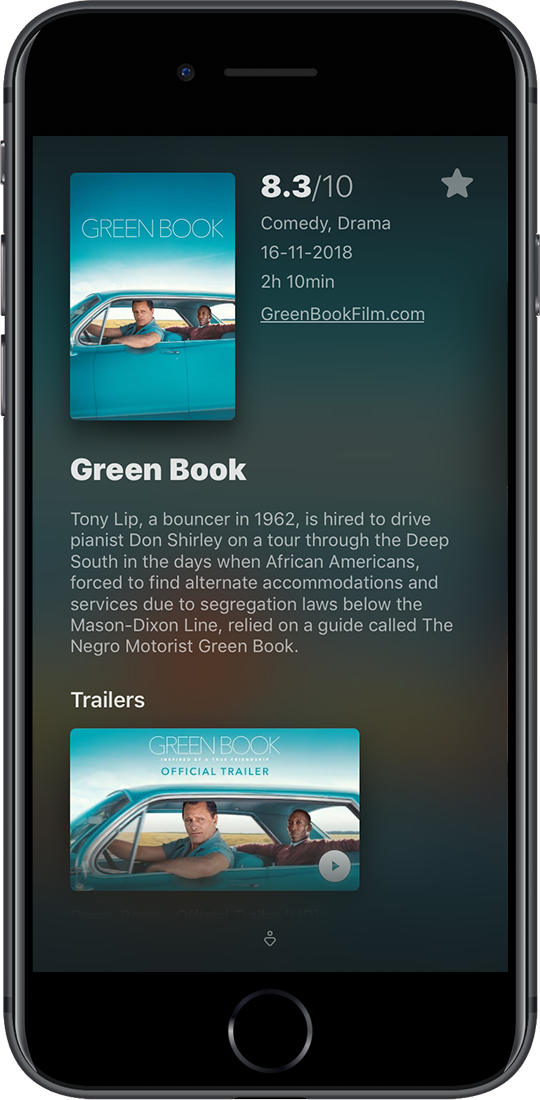 GREEN BOOK
8.3/10
Comedy, Drama
16-11-2018
2h 10min
GreenBookFilm.com
Green Book
Tony Lip, a bouncer in 1962, is hired to drive
pianist Don Shirley on a tour through the Deep
South in the days when African Americans,
forced to find alternate accommodations and
services due to segregation laws below the
Mason-Dixon Line, relied on a guide called The
Negro Motorist Green Book.
Trailers
GREEN BOOK
INSPIRED BY A TRUE FRIENDSHIP
OFFICIAL TRAILER